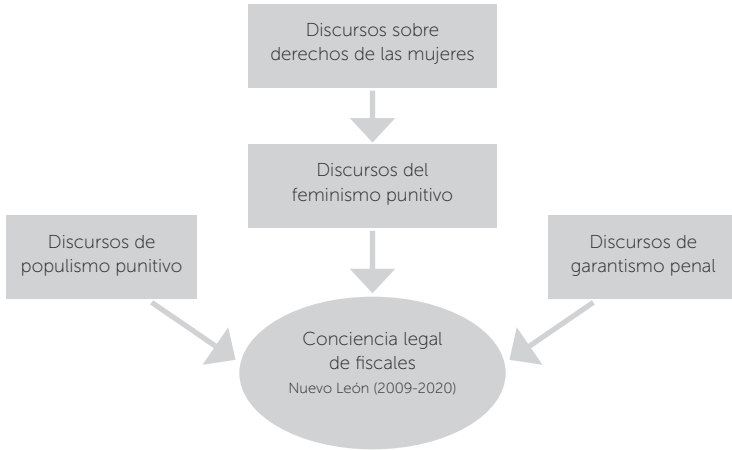 Discursos sobre
derechos de las mujeres
Discursos del
feminismo punitivo
Discursos de
populismo punitivo
Discursos de
garantismo penal
Conciencia legal
de fiscales
Nuevo León (2009-2020)